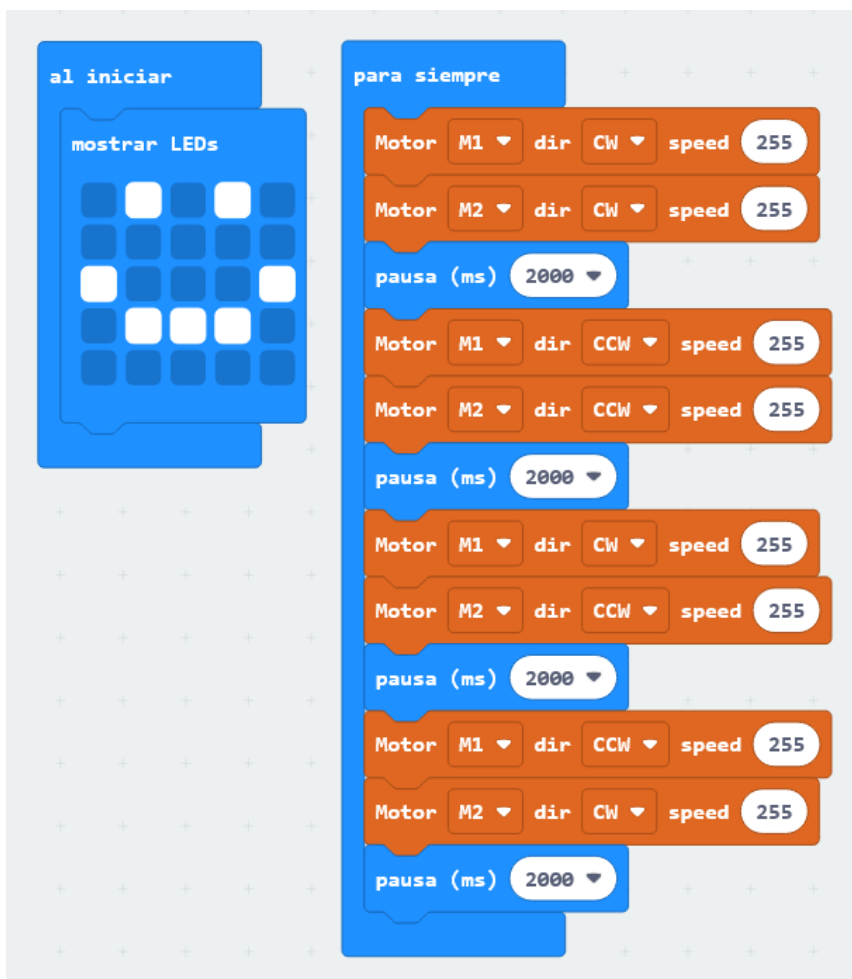 al iniciar
mostrar LEDs
para siempre
Motor M1 dir CW speed 255
Motor M2 dir CW speed 255
pausa (ms) 2000
Motor M1 dir CCW speed 255
Motor M2 dir CCW speed 255
pausa (ms) 2000
Motor M1 dir CW speed 255
Motor M2 dir CCW speed 255
pausa (ms) 2000
Motor M1 dir CCW speed 255
Motor M2 dir CW speed 255
pausa (ms) 2000